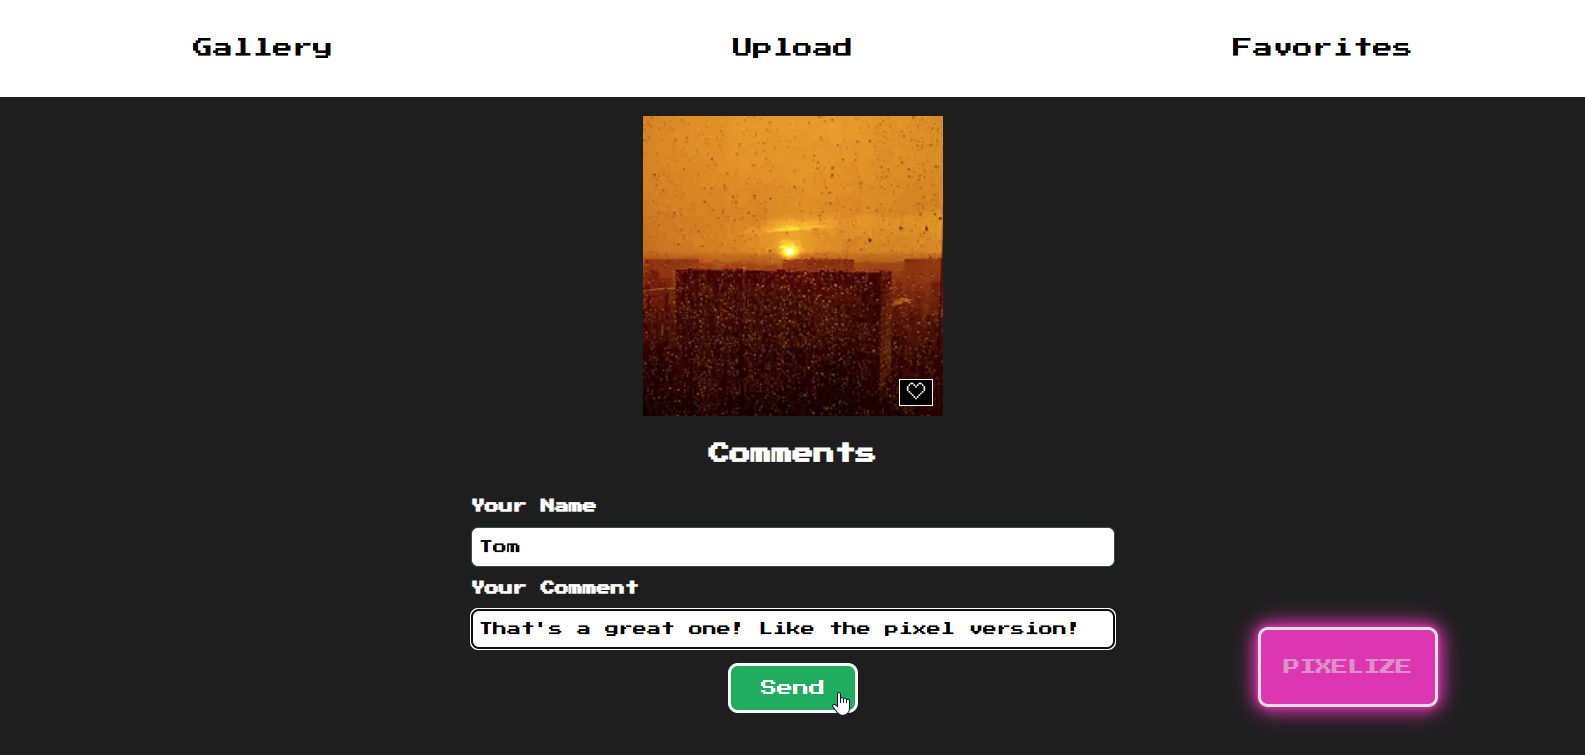 Gallery Upload Favorites
Comments
Your Name
Tom
Your Comment
That's a great one! Like the pixel version!
Send
PIXELIZE